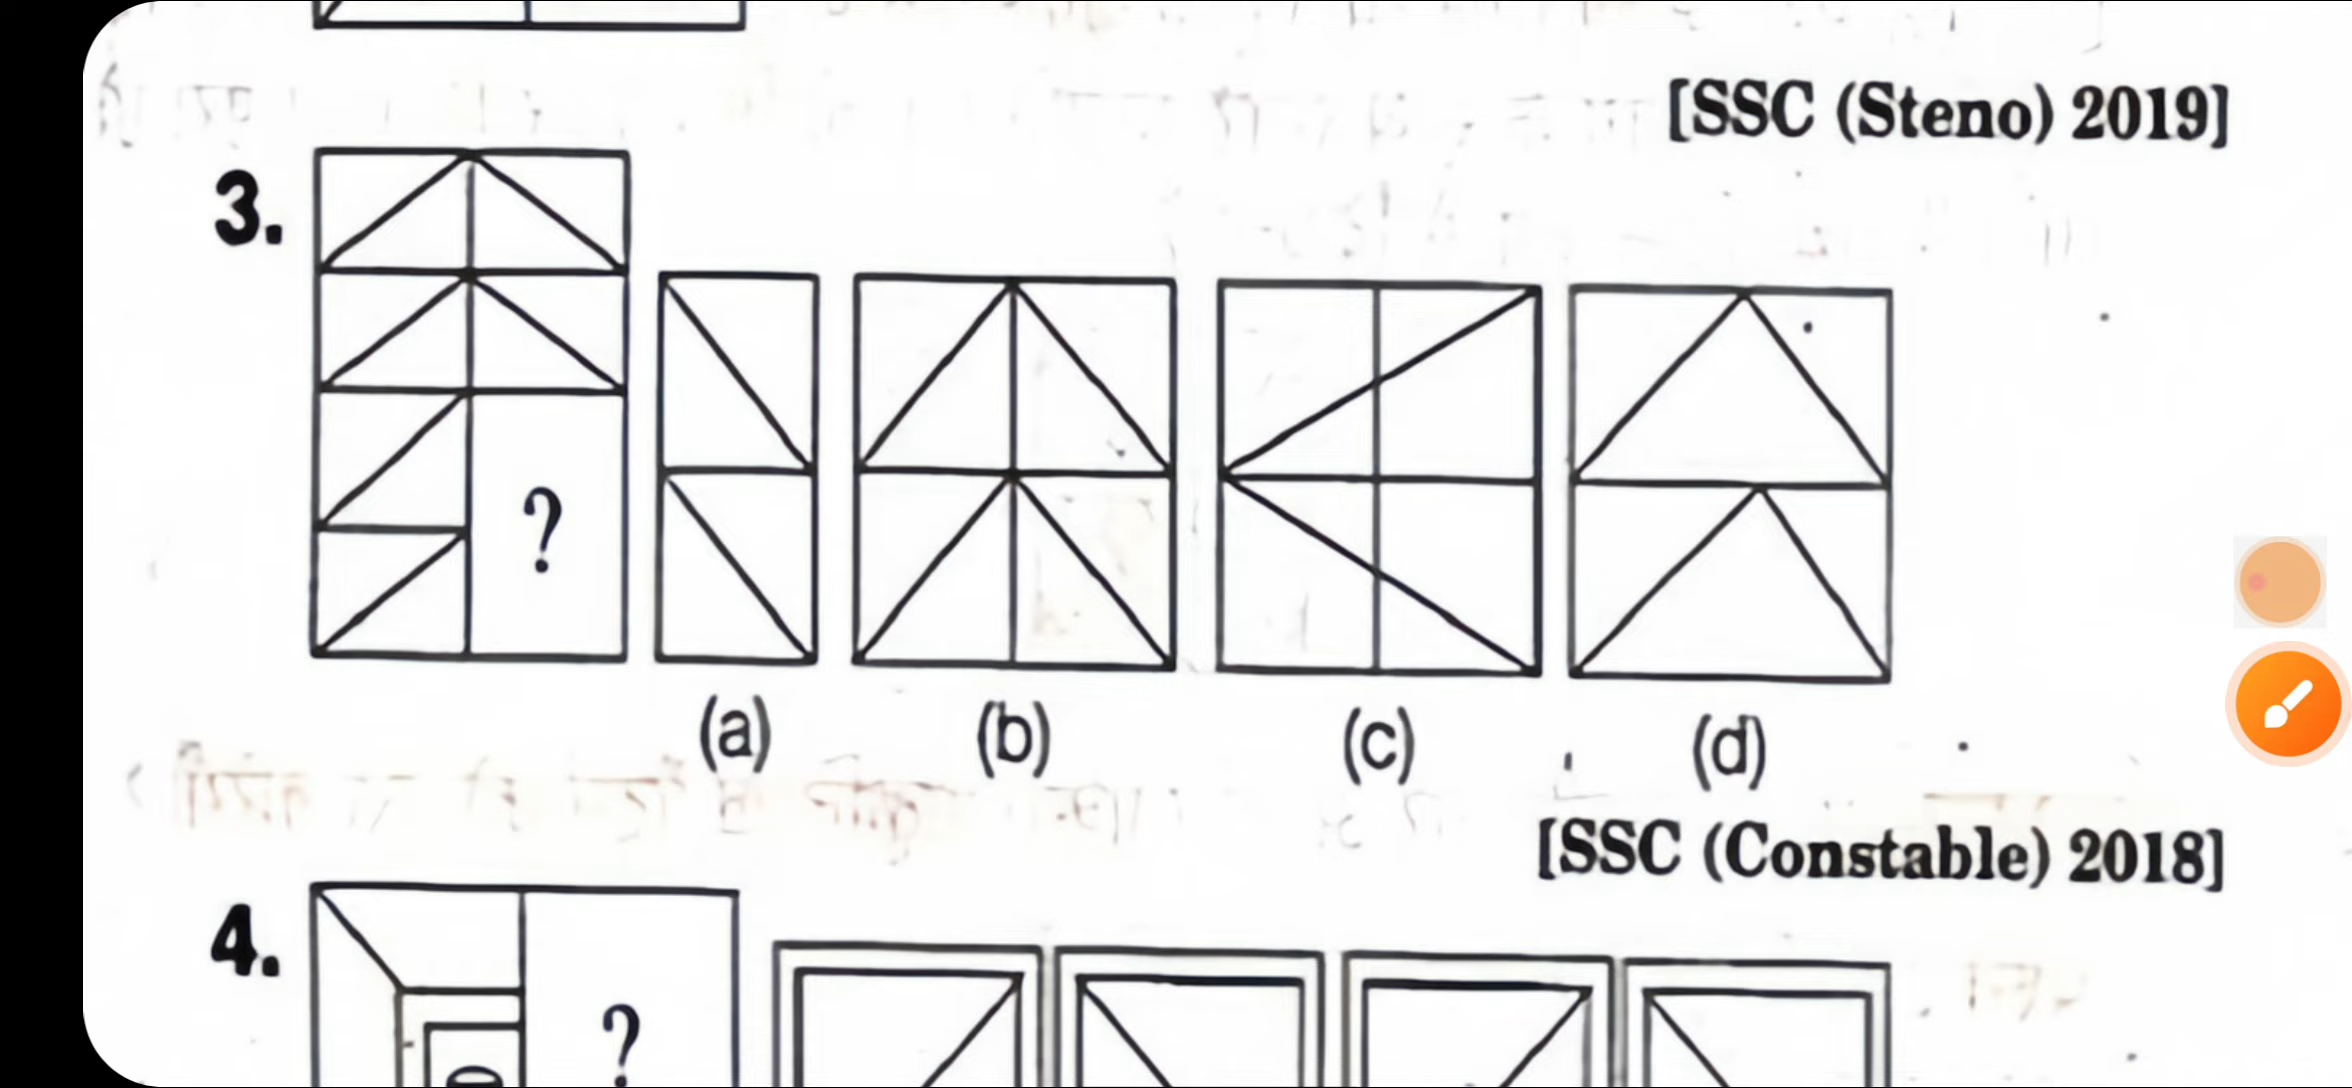 [SSC (Steno) 2019]
3.
?
(a) (b) (c) (d)
[SSC (Constable) 2018]
4.
?